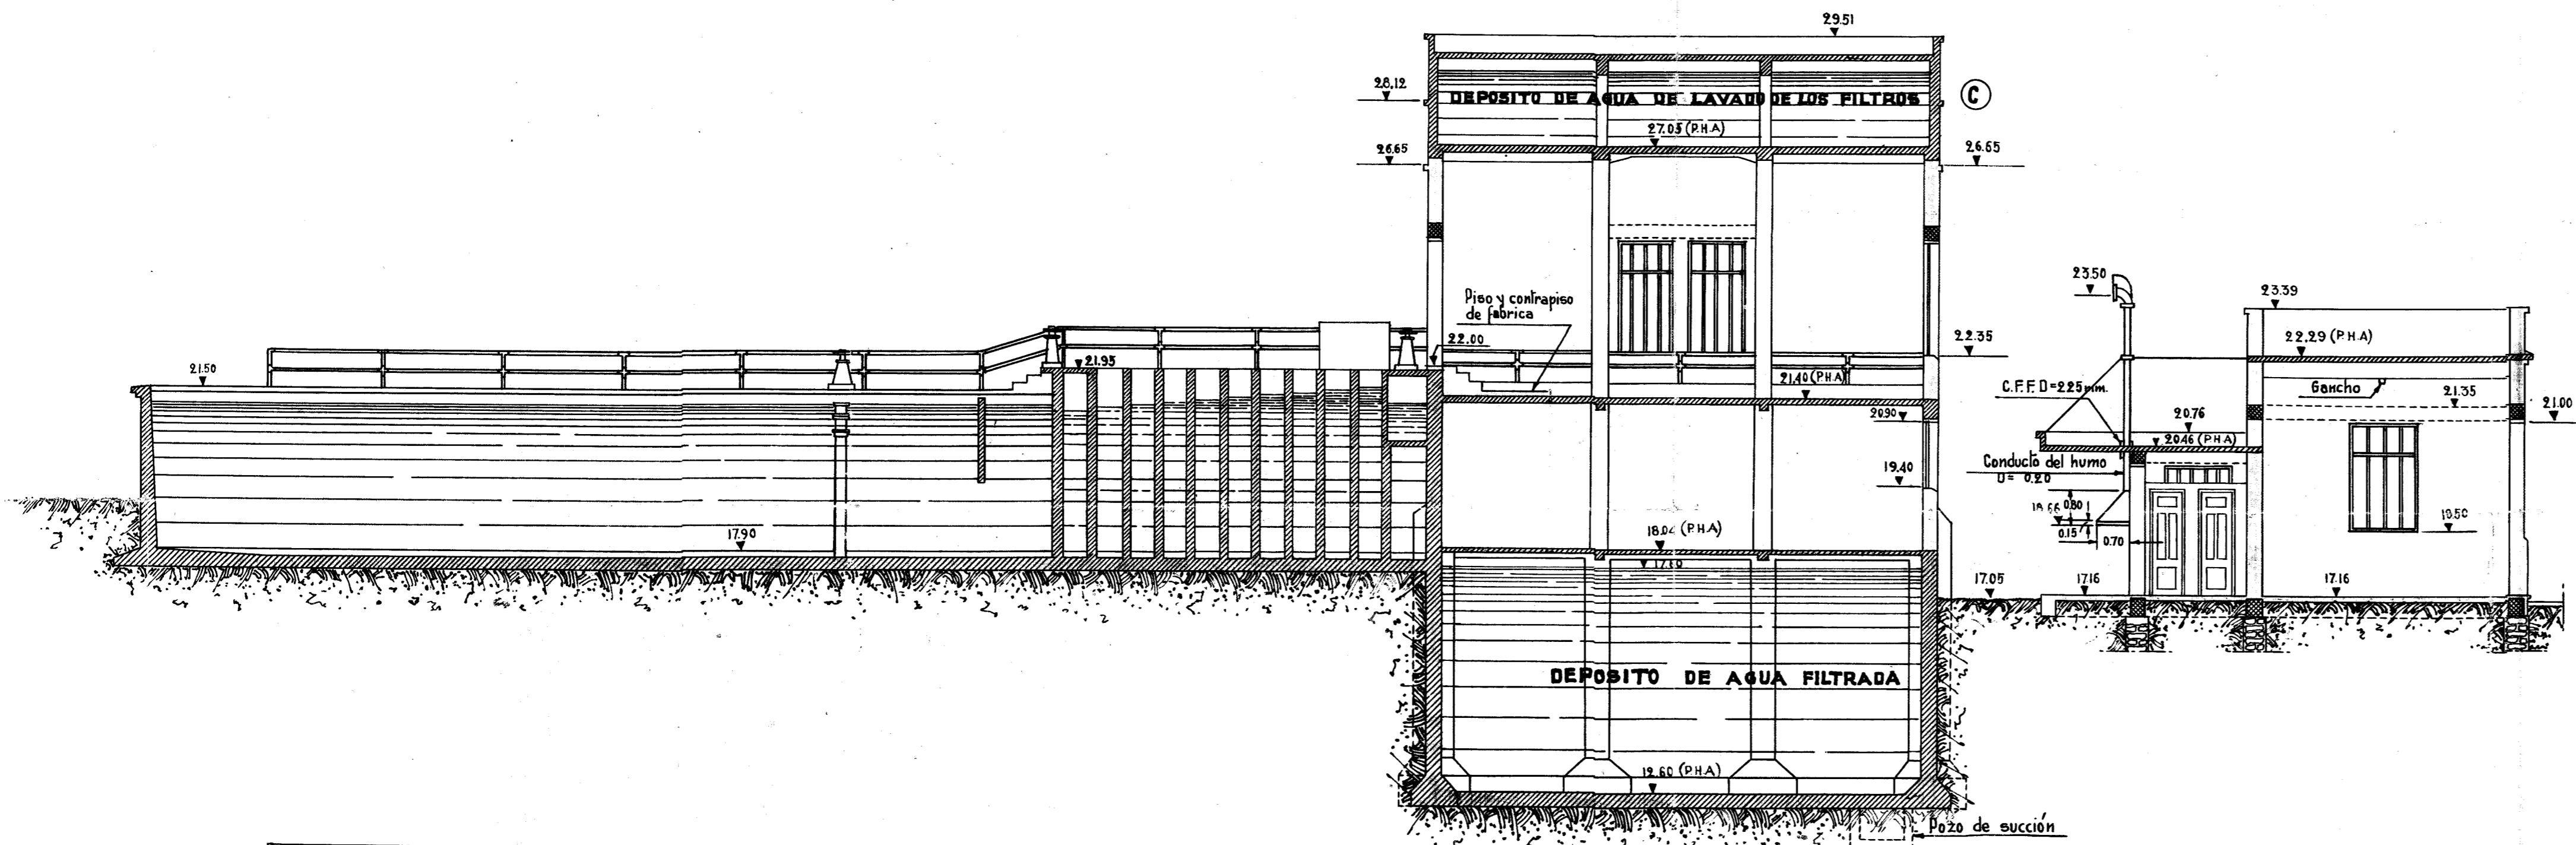 29.51
28.12
DEPOSITO DE AGUA DE LAVADO DE LOS FILTROS
C
27.05 (P.H.A)
26.65
26.65
23.50
23.39
Piso y contrapiso
de fabrica
22.00
22.35
22.29 (P.H.A)
21.50
21.95
21.40 (P.H.A)
C.F.F. D=225 mm.
Gancho
21.35
21.00
20.90
20.76
20.46 (P.H.A)
Conducto del humo
D= 0.20
19.40
18.66
0.80
0.15
0.70
18.50
17.90
18.04 (P.H.A)
17.05
17.16
17.16
DEPOSITO DE AGUA FILTRADA
12.60 (P.H.A)
Pozo de succión